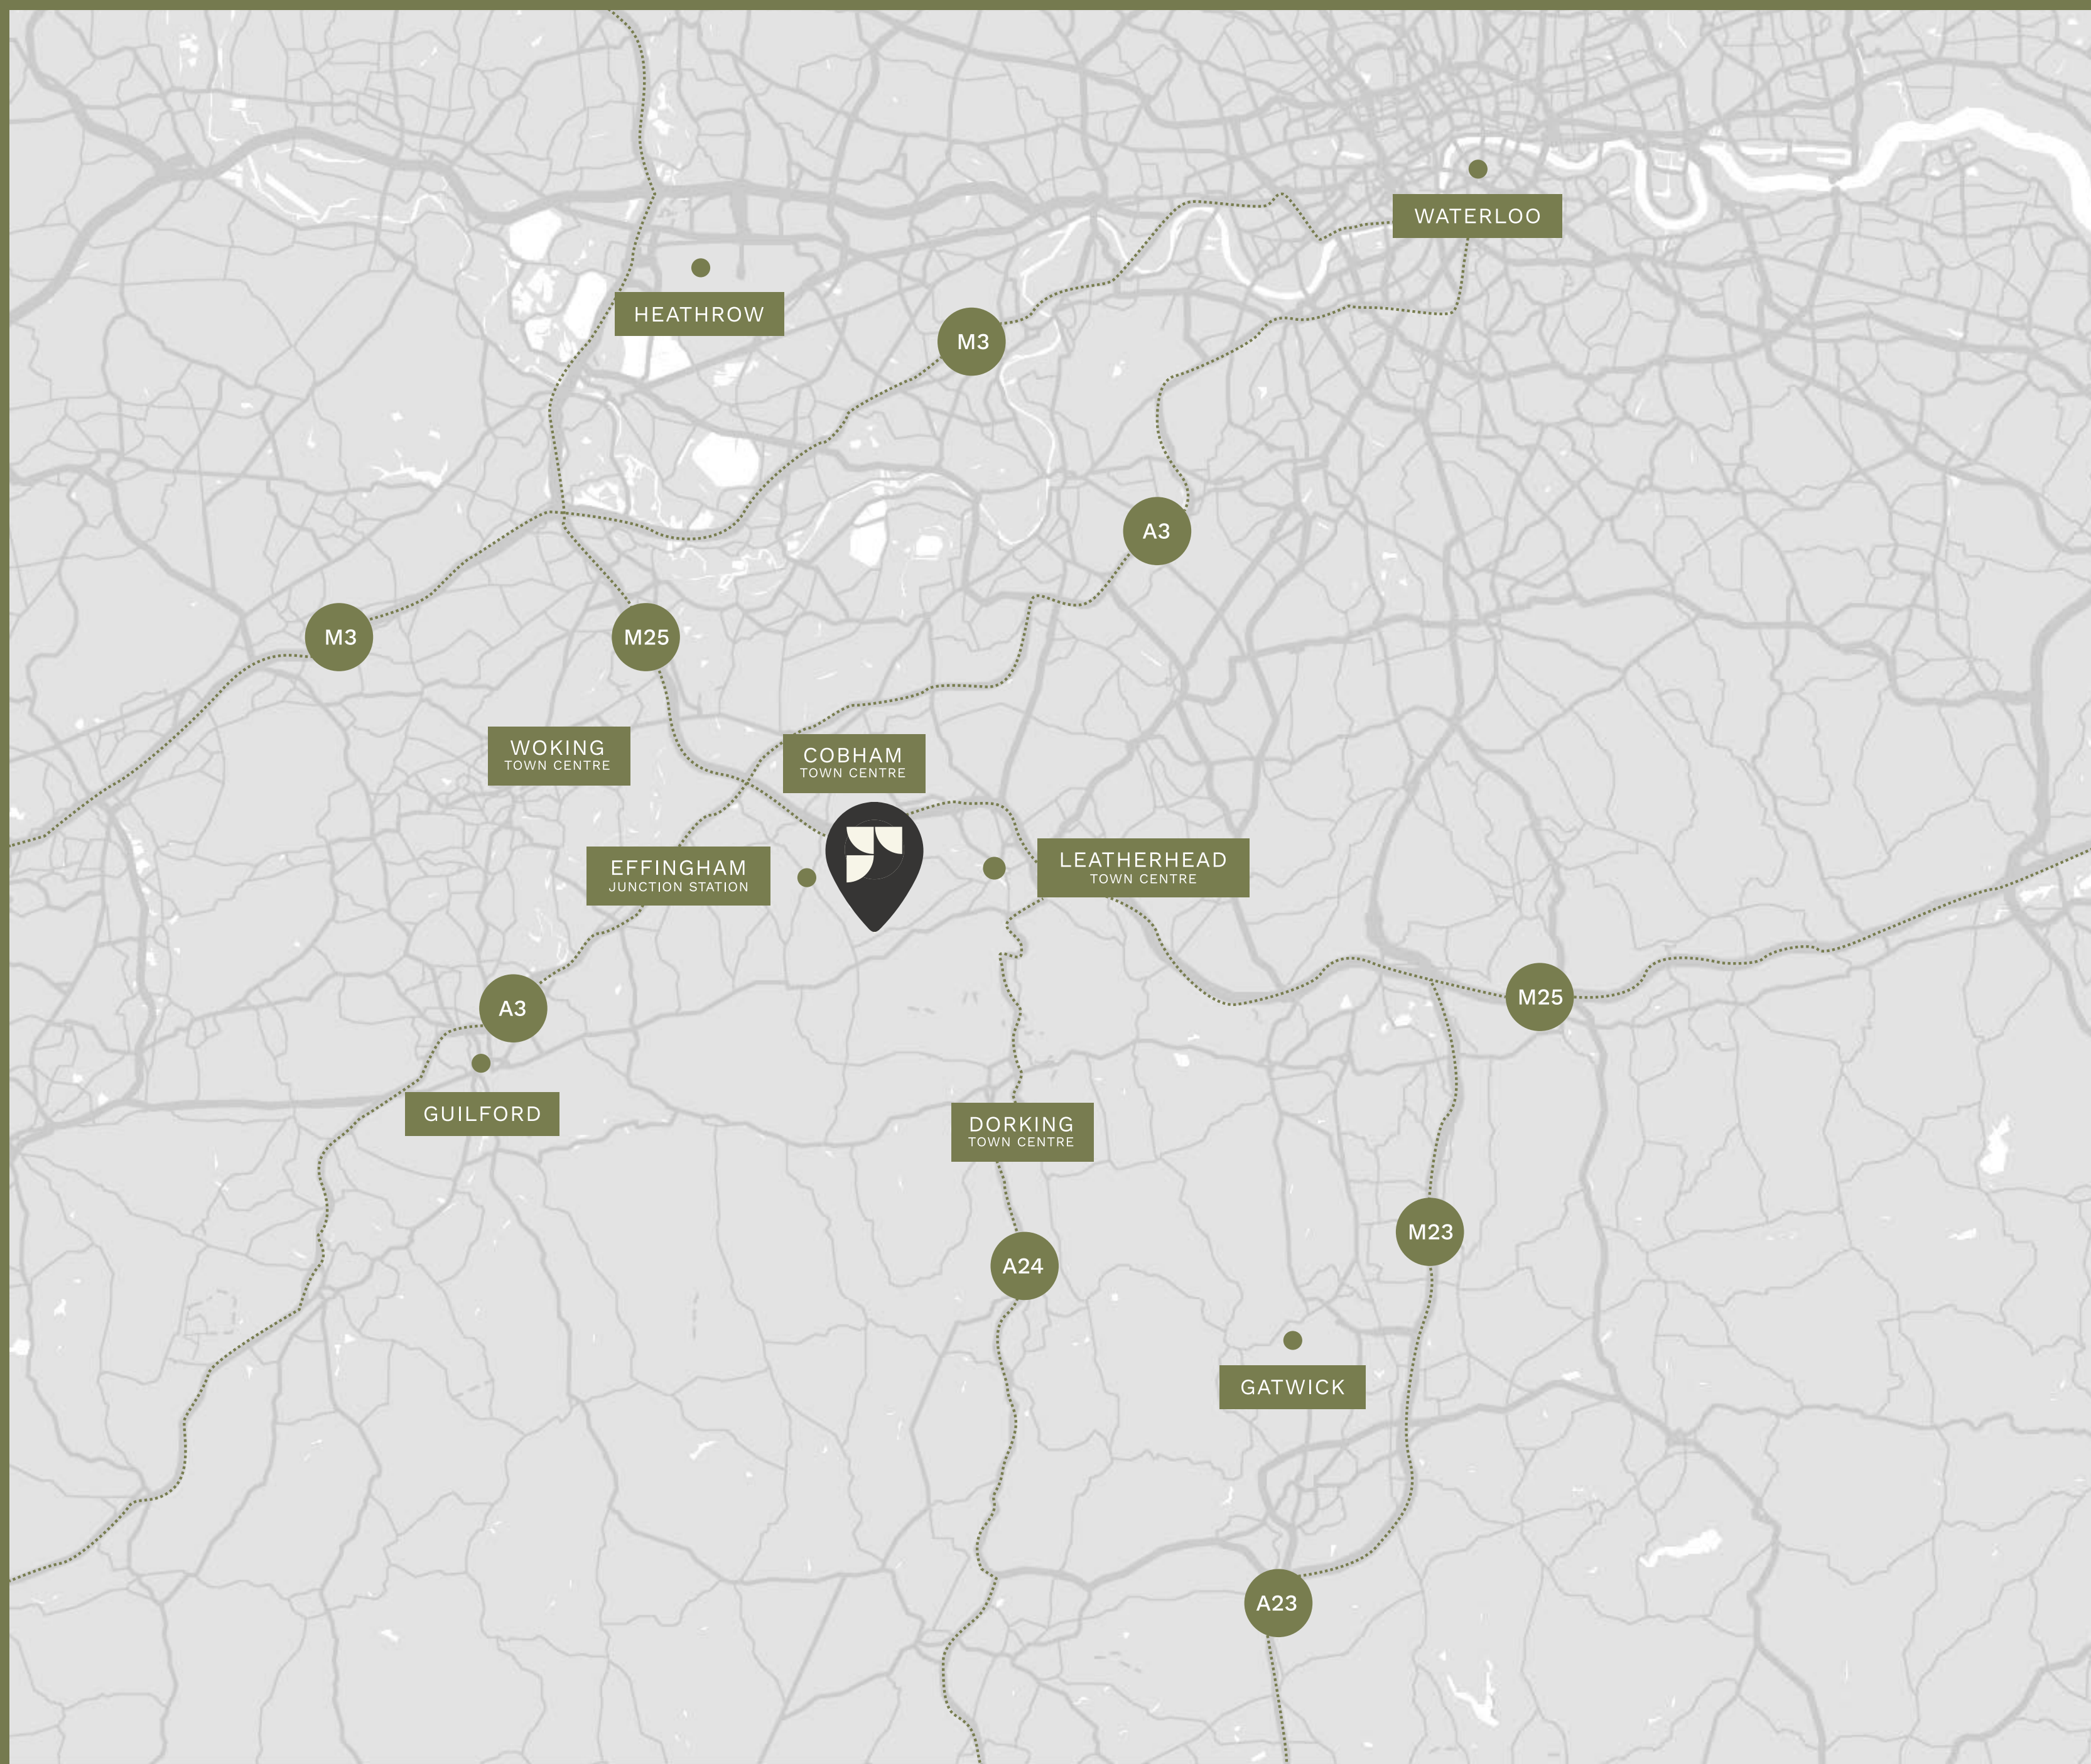 WATERLOO
HEATHROW
M3
A3
M3
M25
WOKING
TOWN CENTRE
COBHAM
TOWN CENTRE
EFFINGHAM
JUNCTION STATION
LEATHERHEAD
TOWN CENTRE
A3
M25
GUILFORD
DORKING
TOWN CENTRE
M23
A24
GATWICK
A23